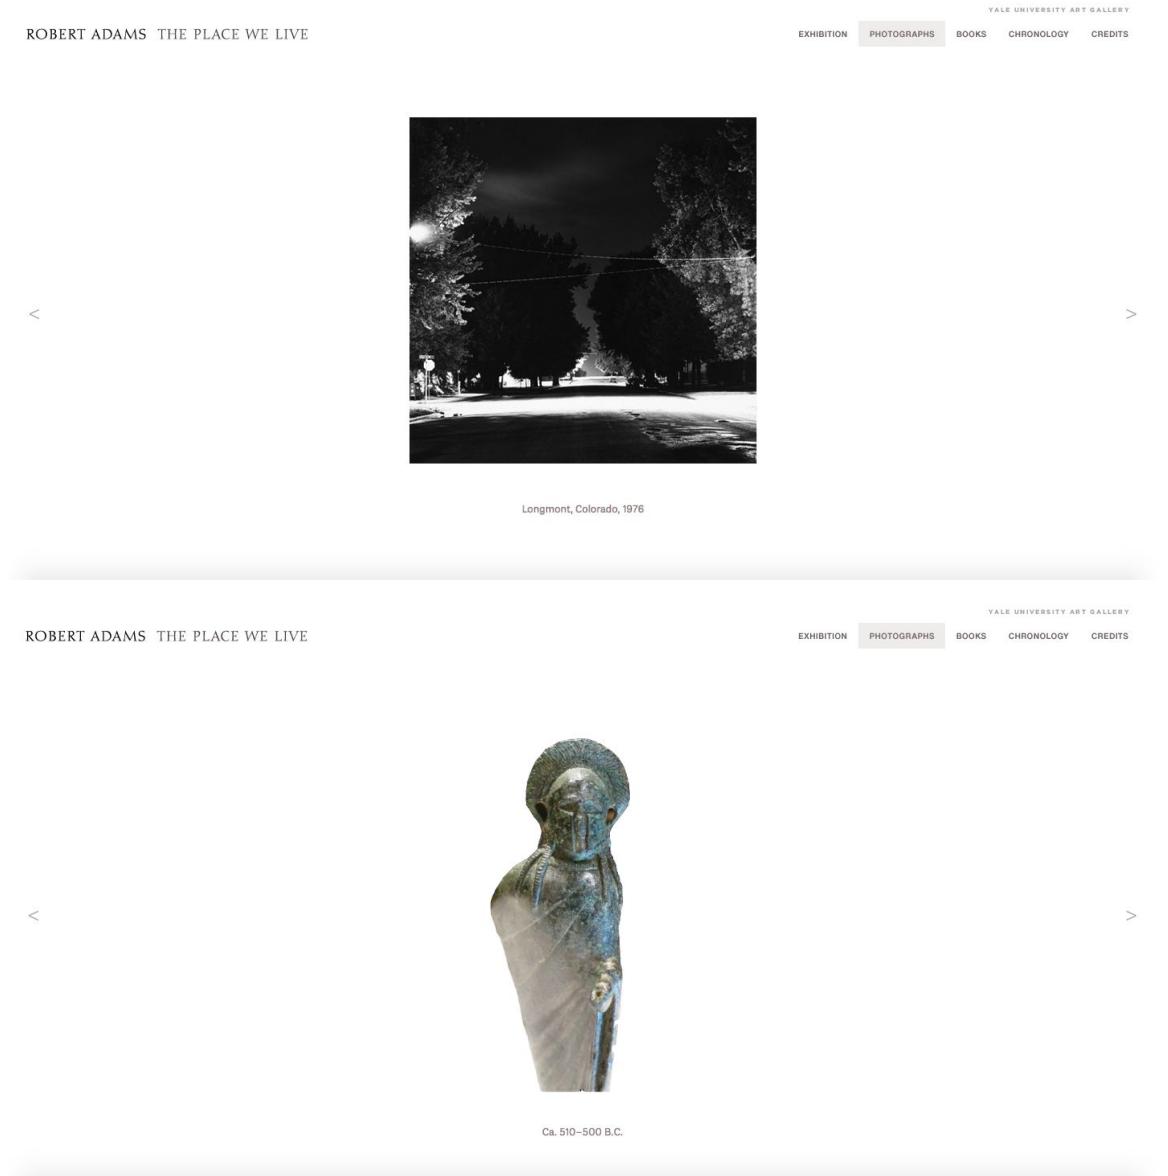 YALE UNIVERSITY ART GALLERY
ROBERT ADAMS THE PLACE WE LIVE
EXHIBITION PHOTOGRAPHS BOOKS CHRONOLOGY CREDITS
< >
Longmont, Colorado, 1976
YALE UNIVERSITY ART GALLERY
ROBERT ADAMS THE PLACE WE LIVE
EXHIBITION PHOTOGRAPHS BOOKS CHRONOLOGY CREDITS
< >
Ca. 510–500 B.C.